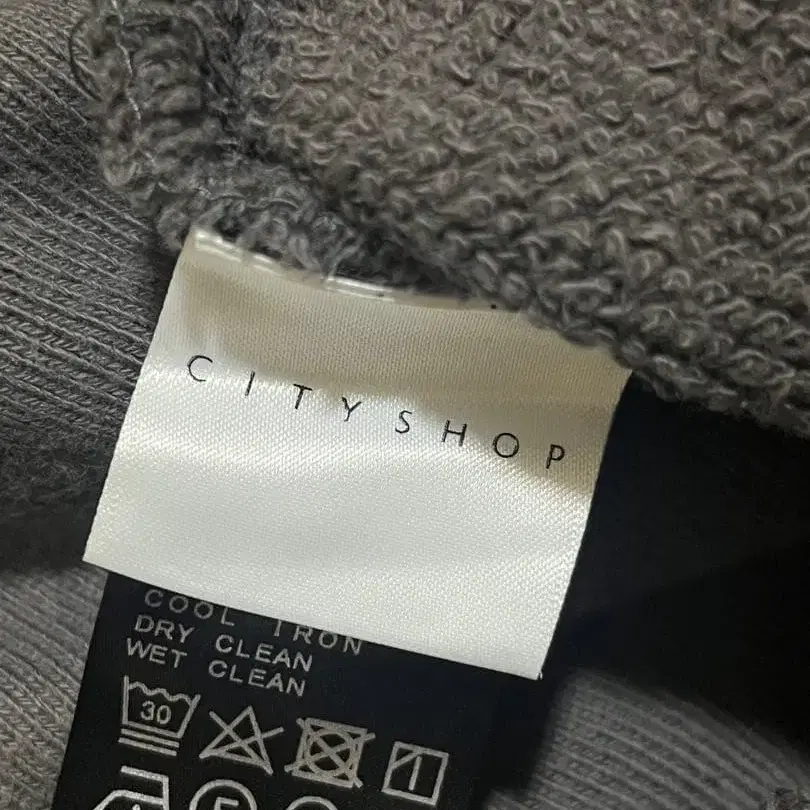 CITYSHOP
COOL IRON
DRY CLEAN
WET CLEAN
30